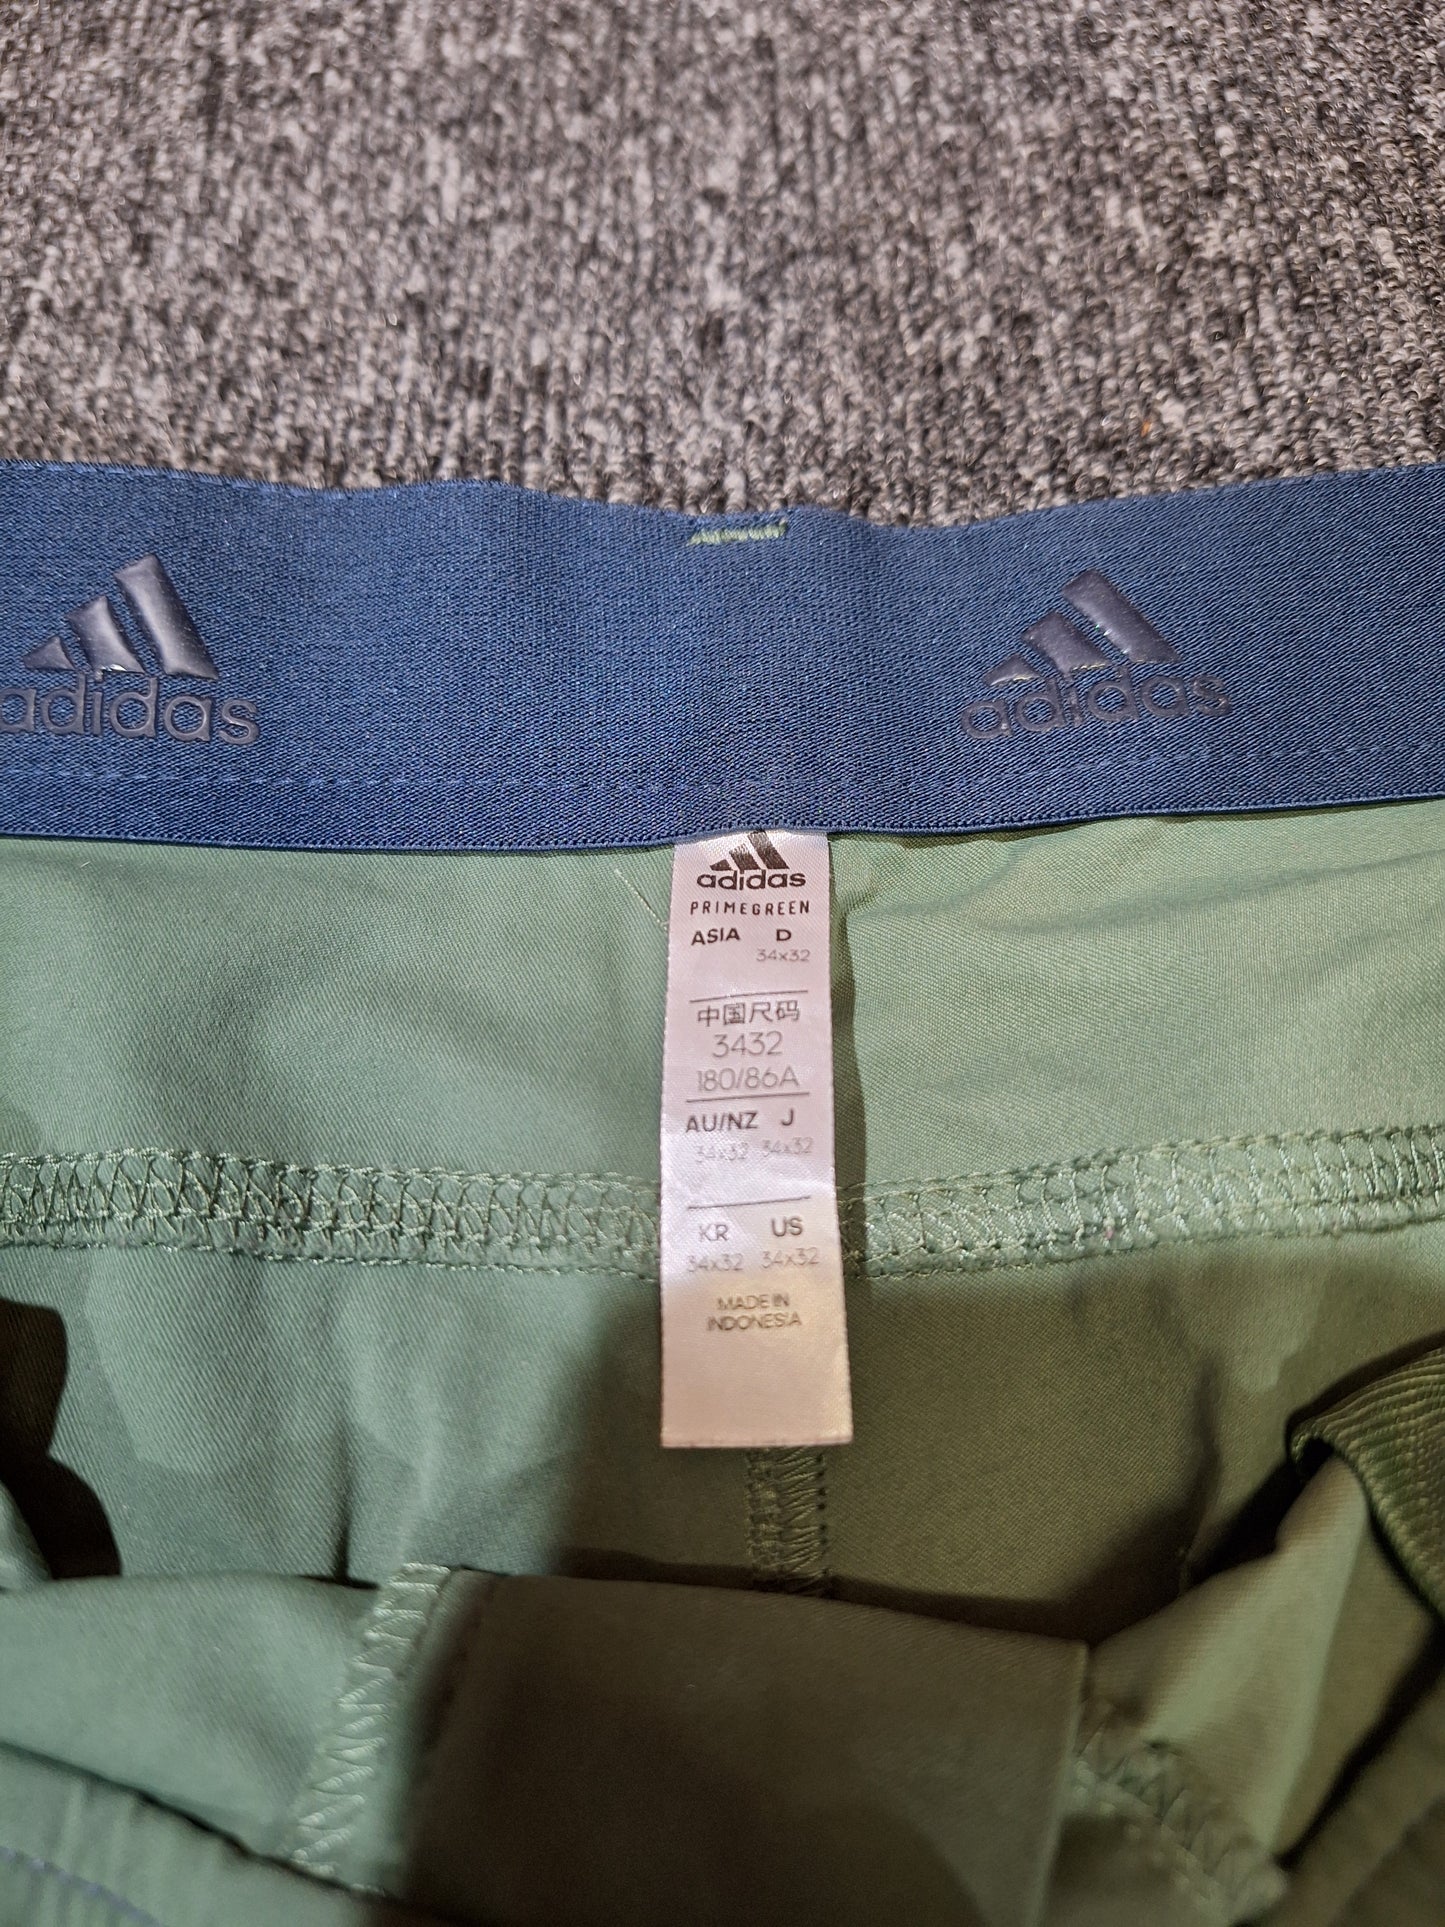 adidas
adidas
adidas
PRIMEGREEN
ASIA D
34x32
中国尺码
3432
180/86A
AU/NZ J
34x32 34x32
KR US
34x32 34x32
MADE IN
INDONESIA